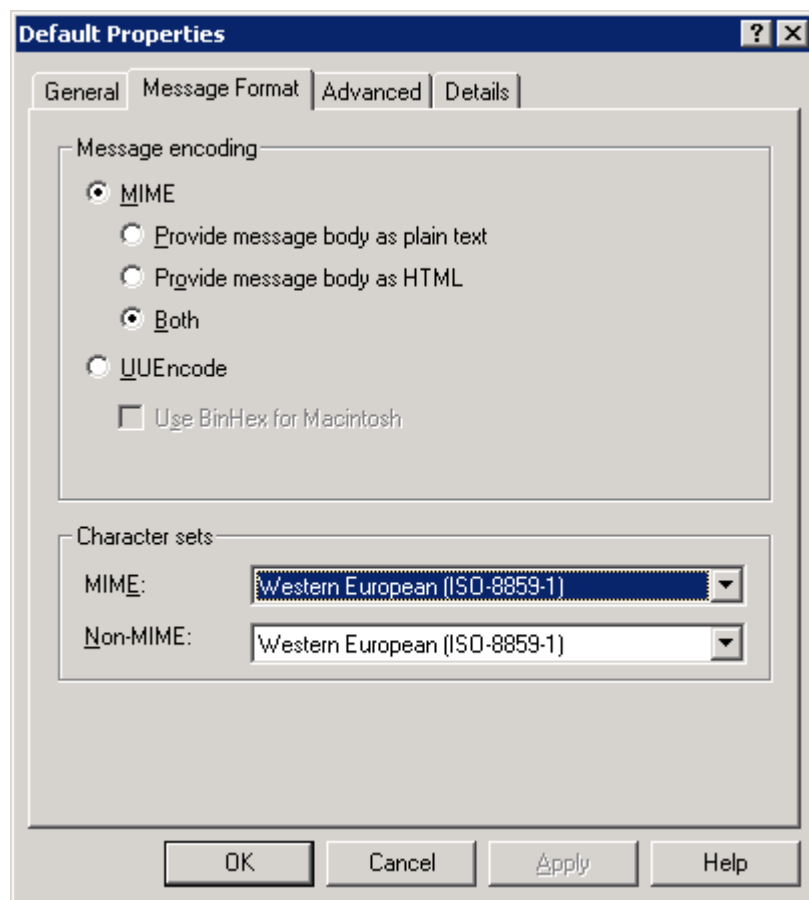 Default Properties
General Message Format Advanced Details
Message encoding
MIME
Provide message body as plain text
Provide message body as HTML
Both
UUEncode
Use BinHex for Macintosh
Character sets
MIME: Western European (ISO-8859-1)
Non-MIME: Western European (ISO-8859-1)
OK Cancel Apply Help